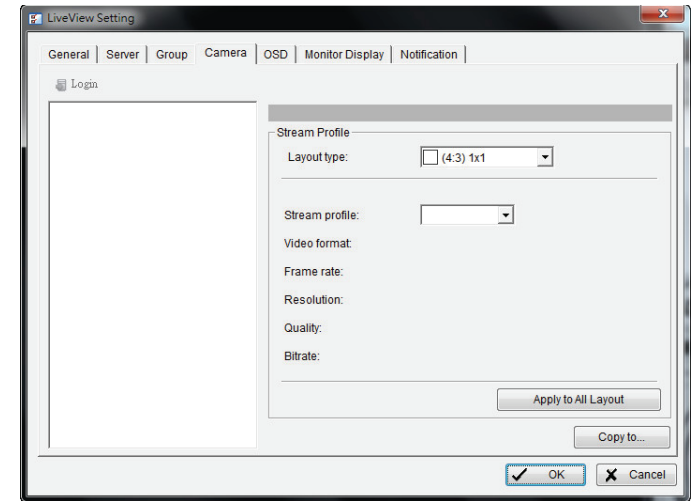 LiveView Setting
General Server Group Camera OSD Monitor Display Notification
Login
Stream Profile
Layout type: (4:3) 1x1
Stream profile:
Video format:
Frame rate:
Resolution:
Quality:
Bitrate:
Apply to All Layout
Copy to...
OK Cancel